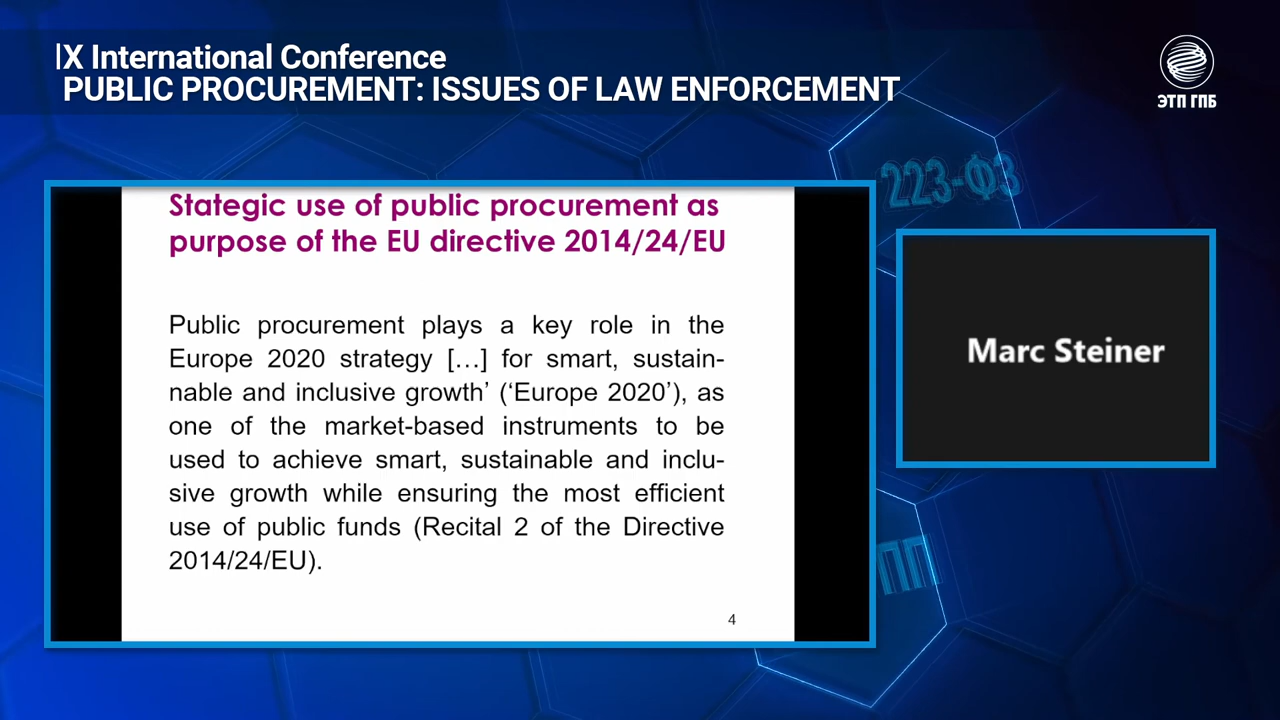 IX International Conference
PUBLIC PROCUREMENT: ISSUES OF LAW ENFORCEMENT
ЭТП ГПБ
223-ФЗ
Stategic use of public procurement as
purpose of the EU directive 2014/24/EU
Public procurement plays a key role in the
Europe 2020 strategy […] for smart, sustain-
nable and inclusive growth’ (‘Europe 2020’), as
one of the market-based instruments to be
used to achieve smart, sustainable and inclu-
sive growth while ensuring the most efficient
use of public funds (Recital 2 of the Directive
2014/24/EU).
4
Marc Steiner